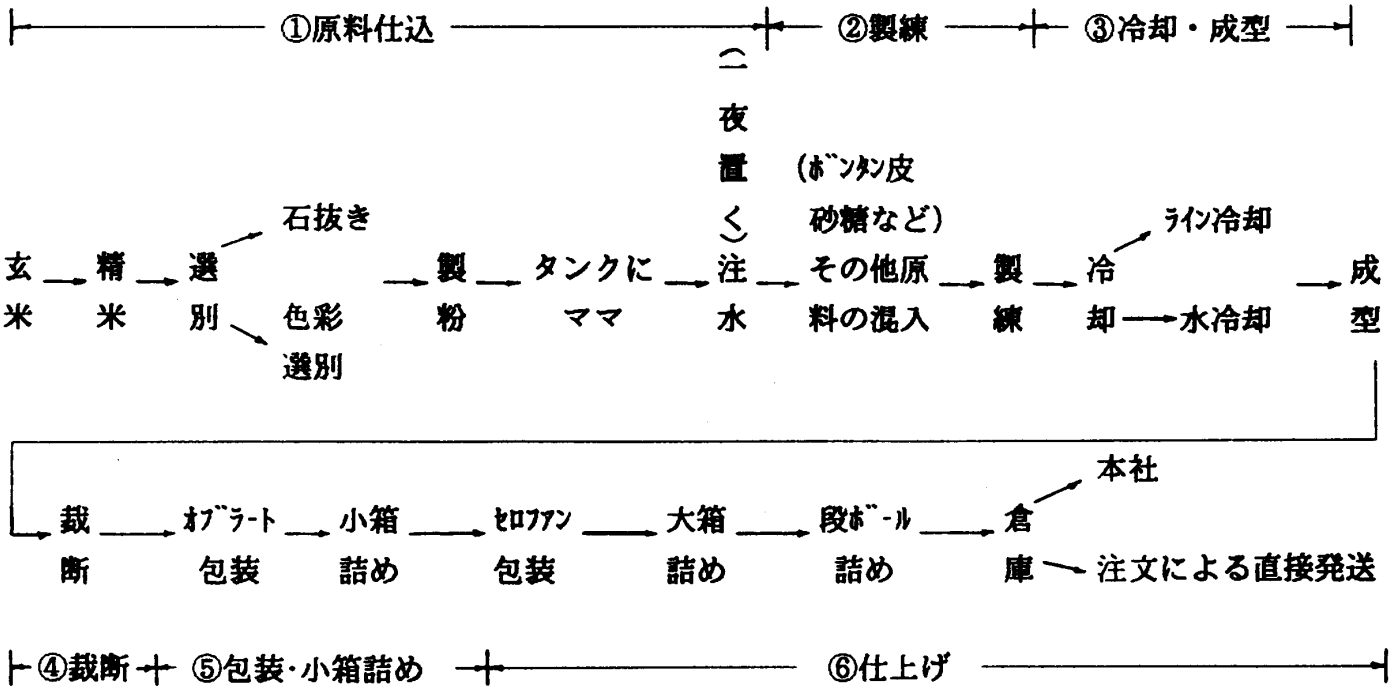 ①原料仕込
②製練
③冷却・成型
玄米
精米
選別
石抜き
色彩
選別
製粉
タンクに
ママ
注水
(一夜置く)
(ﾎﾞﾝﾀﾝ皮
砂糖など)
その他原
料の混入
製練
冷却
ﾗｲﾝ冷却
水冷却
成型
裁断
ｵﾌﾞﾗｰﾄ
包装
小箱
詰め
ｾﾛﾌｧﾝ
包装
大箱
詰め
段ﾎﾞｰﾙ
詰め
倉庫
本社
注文による直接発送
④裁断
⑤包装・小箱詰め
⑥仕上げ